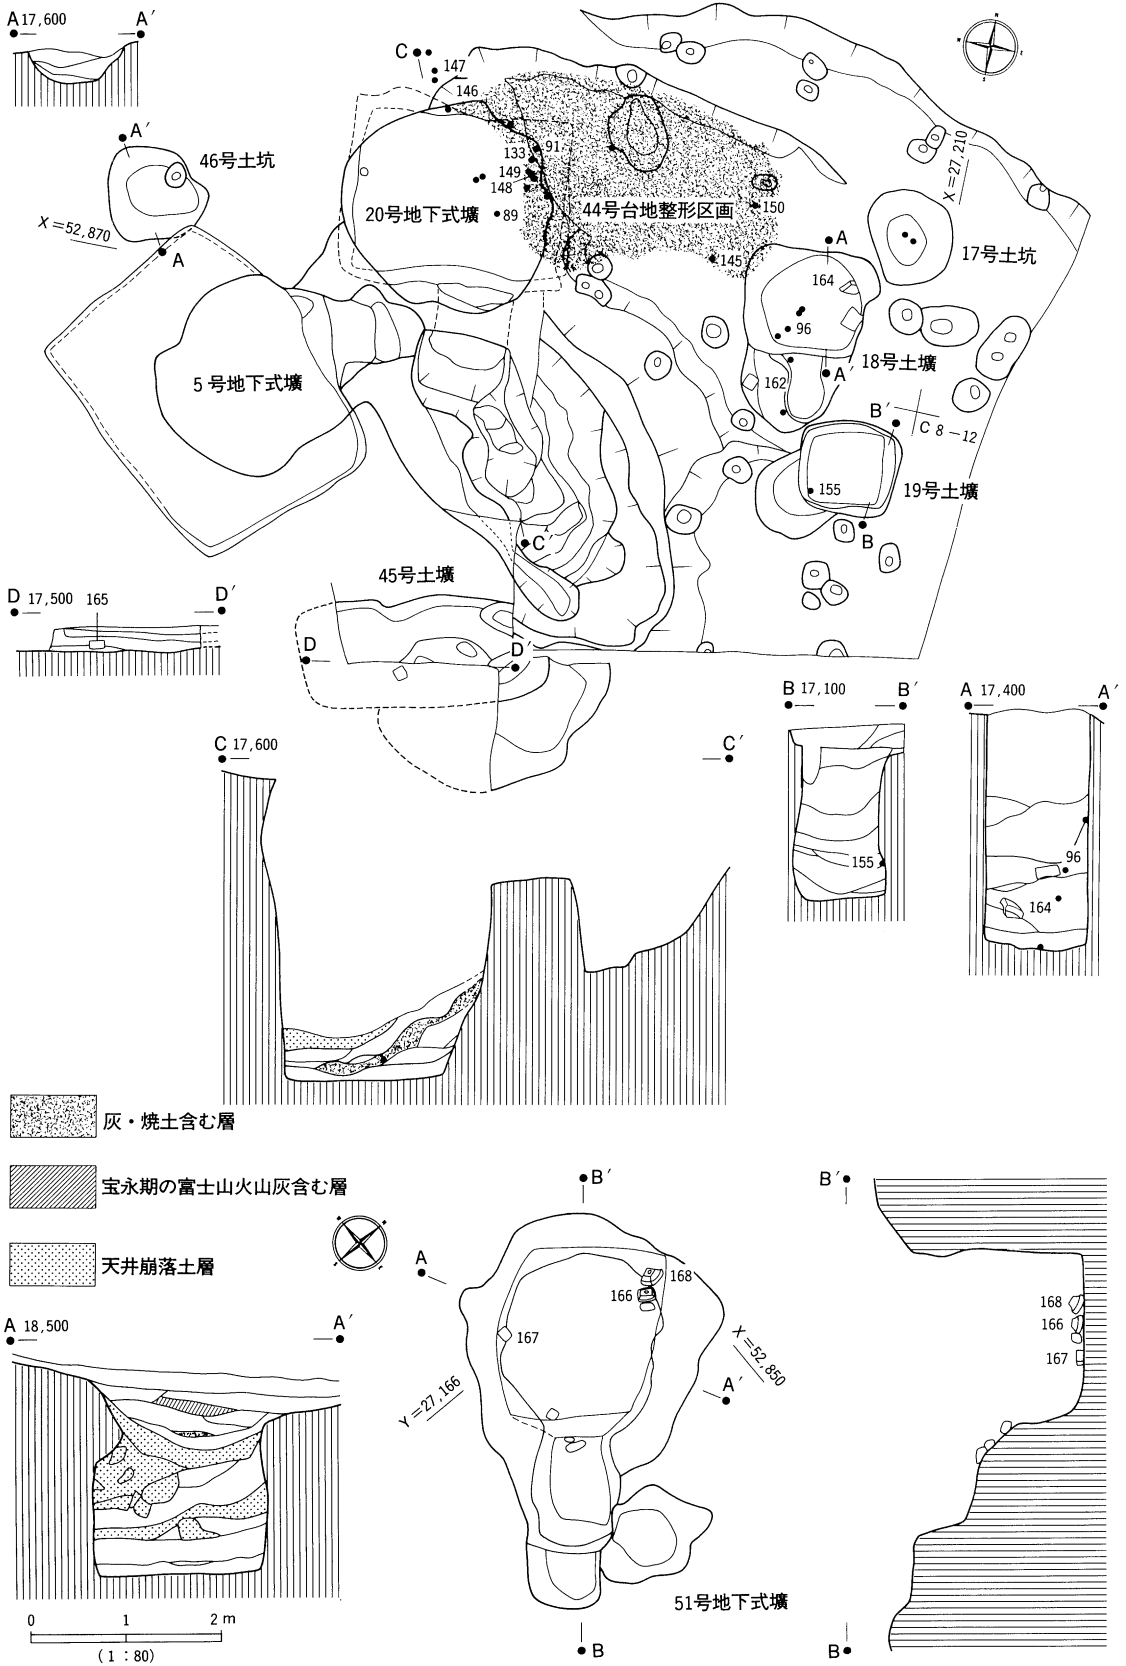 A 17,600 A′
C
147
146
A′
46号土坑
133
91
149
148
20号地下式壙
89
44号台地整形区画
150
145
X=27,210
X=52,870
A
A
17号土坑
164
96
18号土壙
A′
162
5号地下式壙
B′
C 8-12
155
19号土壙
B
C′
45号土壙
D 17,500 165 D′
D
D′
B 17,100 B′
A 17,400 A′
C 17,600 C′
155
96
164
灰・焼土含む層
宝永期の富士山火山灰含む層
天井崩落土層
B′
B′
A
168
166
167
X=52,850
Y=27,166
A′
168
166
167
A 18,500 A′
51号地下式壙
B
B
0 1 2 m
(1:80)